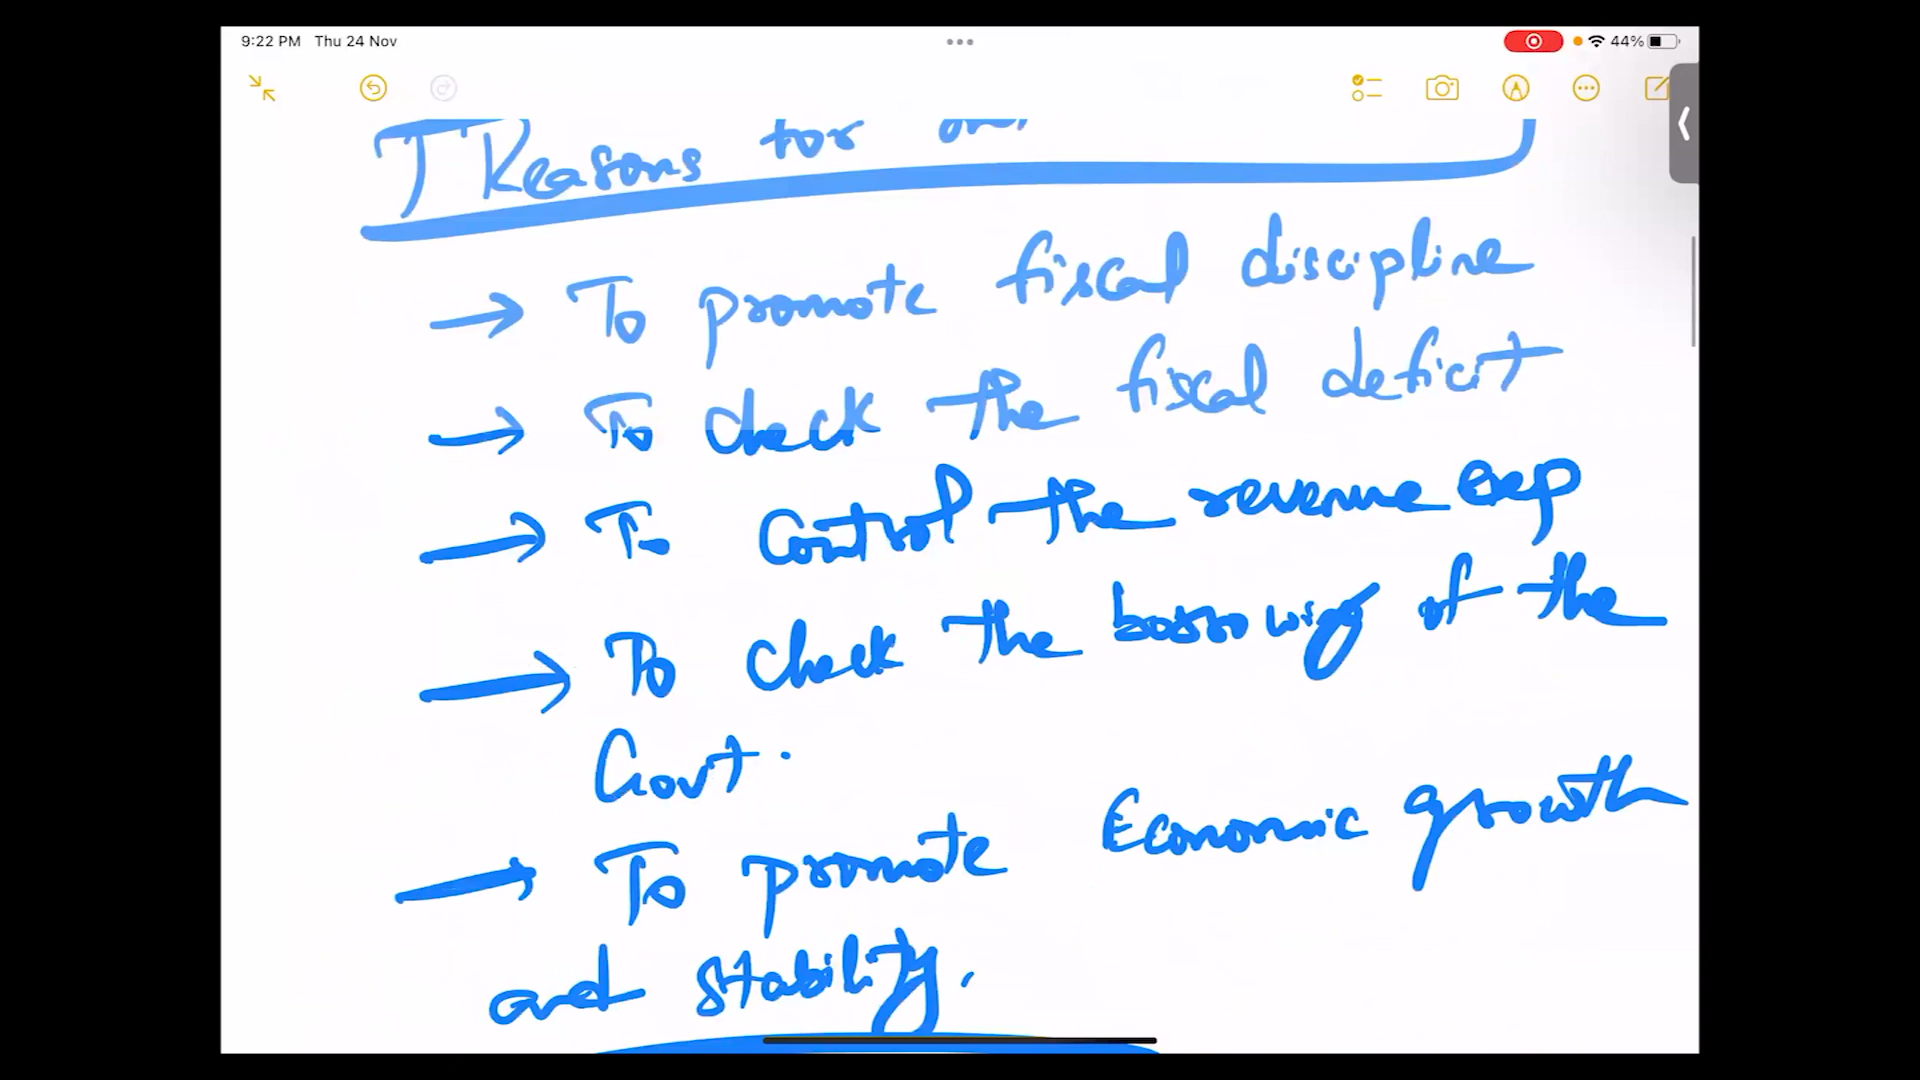 9:22 PM Thu 24 Nov
44%
Reasons for
→ To promote fiscal discipline
→ To check the fiscal deficit
→ To control the revenue exp
→ To check the borrowing of the
Govt.
→ To promote Economic growth
and stability.